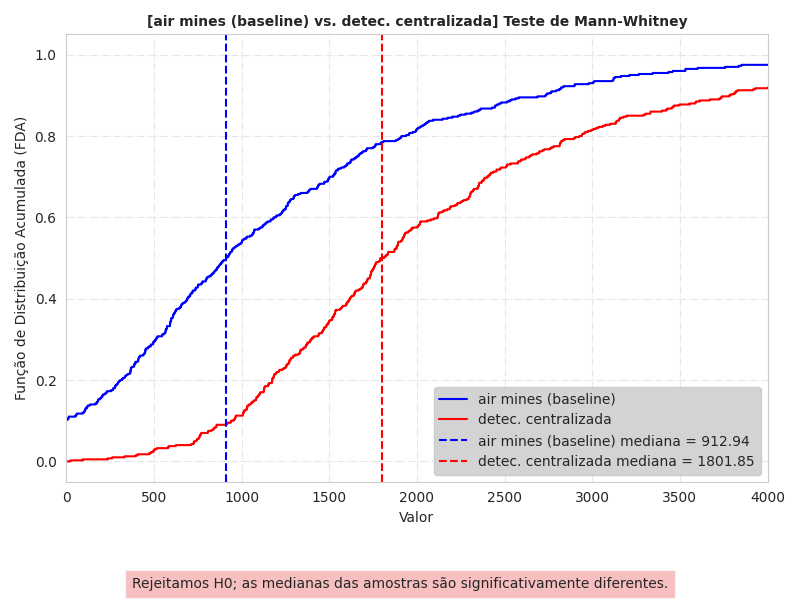 [air mines (baseline) vs. detec. centralizada] Teste de Mann-Whitney
Função de Distribuição Acumulada (FDA)
1.0
0.8
0.6
0.4
0.2
0.0
air mines (baseline)
detec. centralizada
air mines (baseline) mediana = 912.94
detec. centralizada mediana = 1801.85
0 500 1000 1500 2000 2500 3000 3500 4000
Valor
Rejeitamos H0; as medianas das amostras são significativamente diferentes.